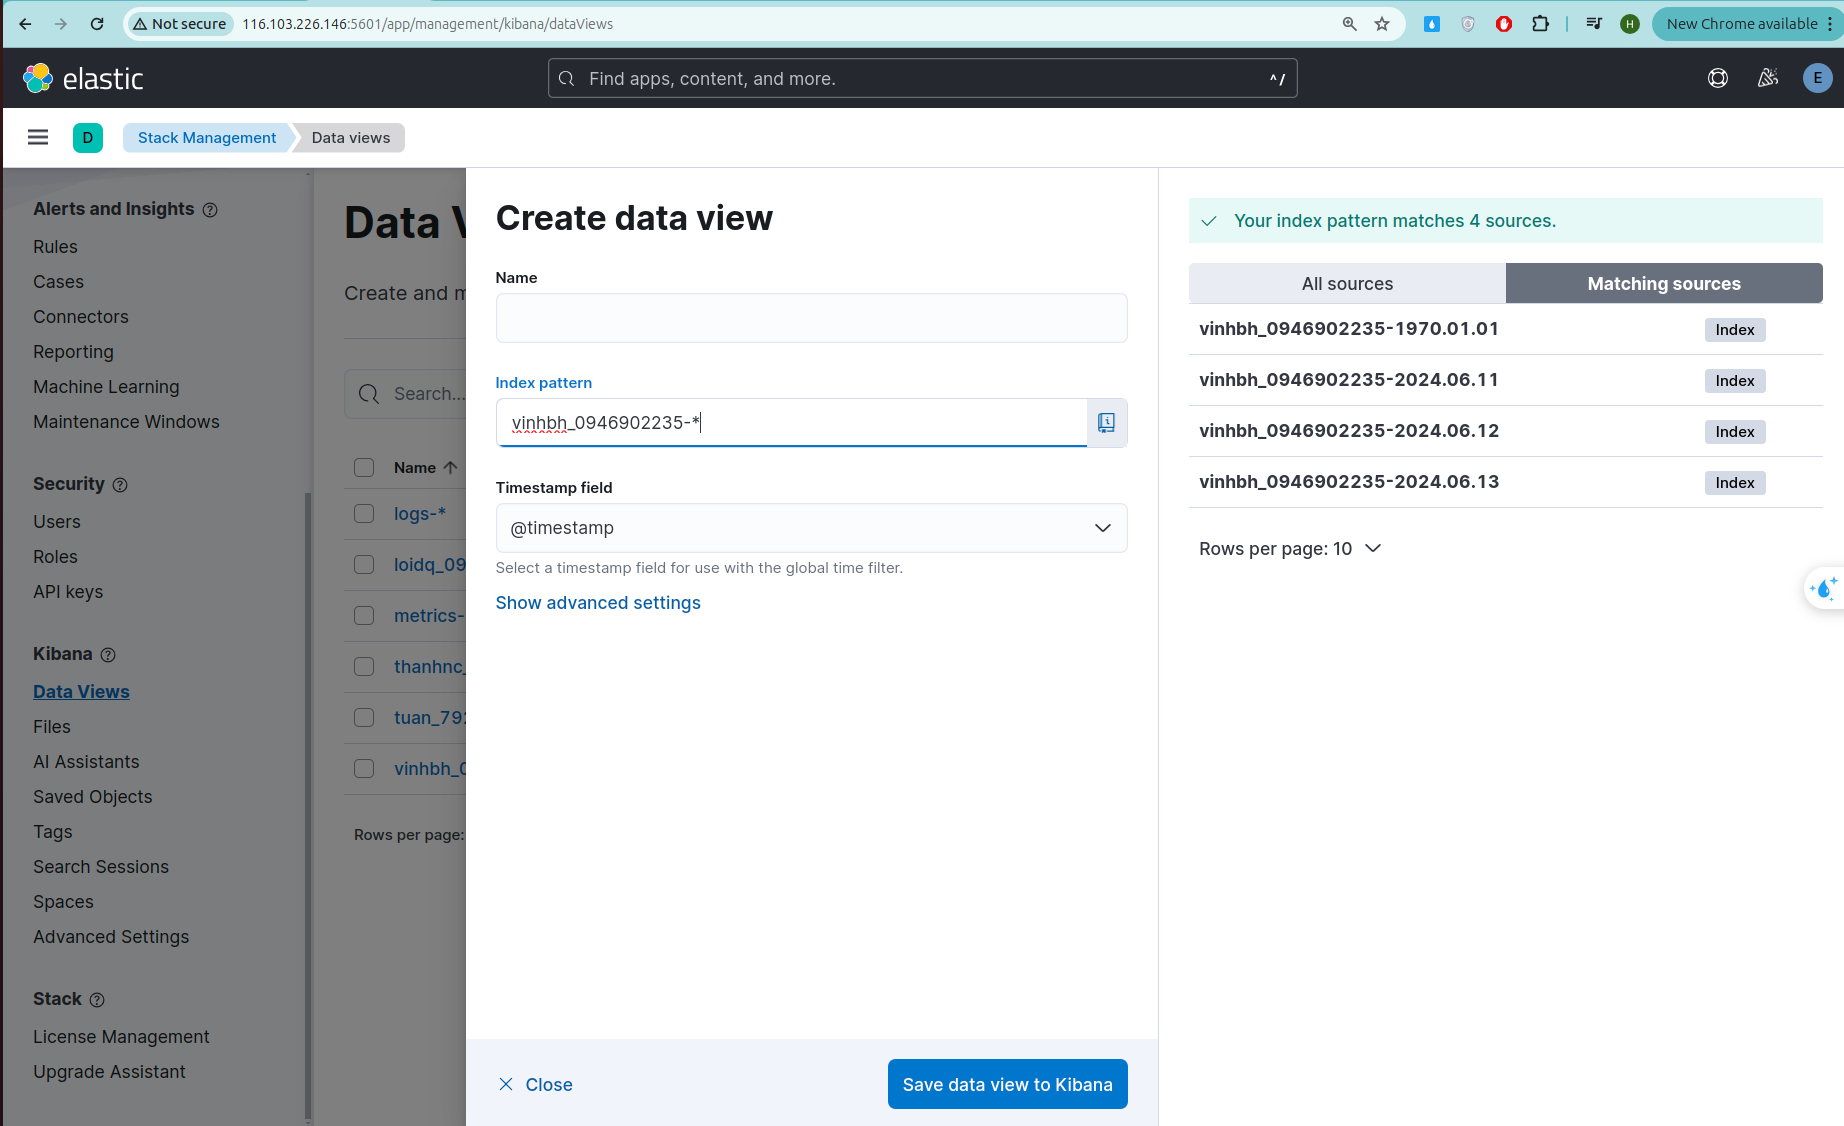 Not secure 116.103.226.146:5601/app/management/kibana/dataViews
H
New Chrome available
elastic
Find apps, content, and more.
^/
E
D
Stack Management
Data views
Alerts and Insights
Rules
Cases
Connectors
Reporting
Machine Learning
Maintenance Windows
Security
Users
Roles
API keys
Kibana
Data Views
Files
AI Assistants
Saved Objects
Tags
Search Sessions
Spaces
Advanced Settings
Stack
License Management
Upgrade Assistant
Data V
Create and m
Search...
Name
logs-*
loidq_09
metrics-
thanhnc_
tuan_792
vinhbh_0
Rows per page:
Create data view
Name
Index pattern
vinhbh_0946902235-*
Timestamp field
@timestamp
Select a timestamp field for use with the global time filter.
Show advanced settings
Close
Save data view to Kibana
Your index pattern matches 4 sources.
All sources
Matching sources
vinhbh_0946902235-1970.01.01 Index
vinhbh_0946902235-2024.06.11 Index
vinhbh_0946902235-2024.06.12 Index
vinhbh_0946902235-2024.06.13 Index
Rows per page: 10